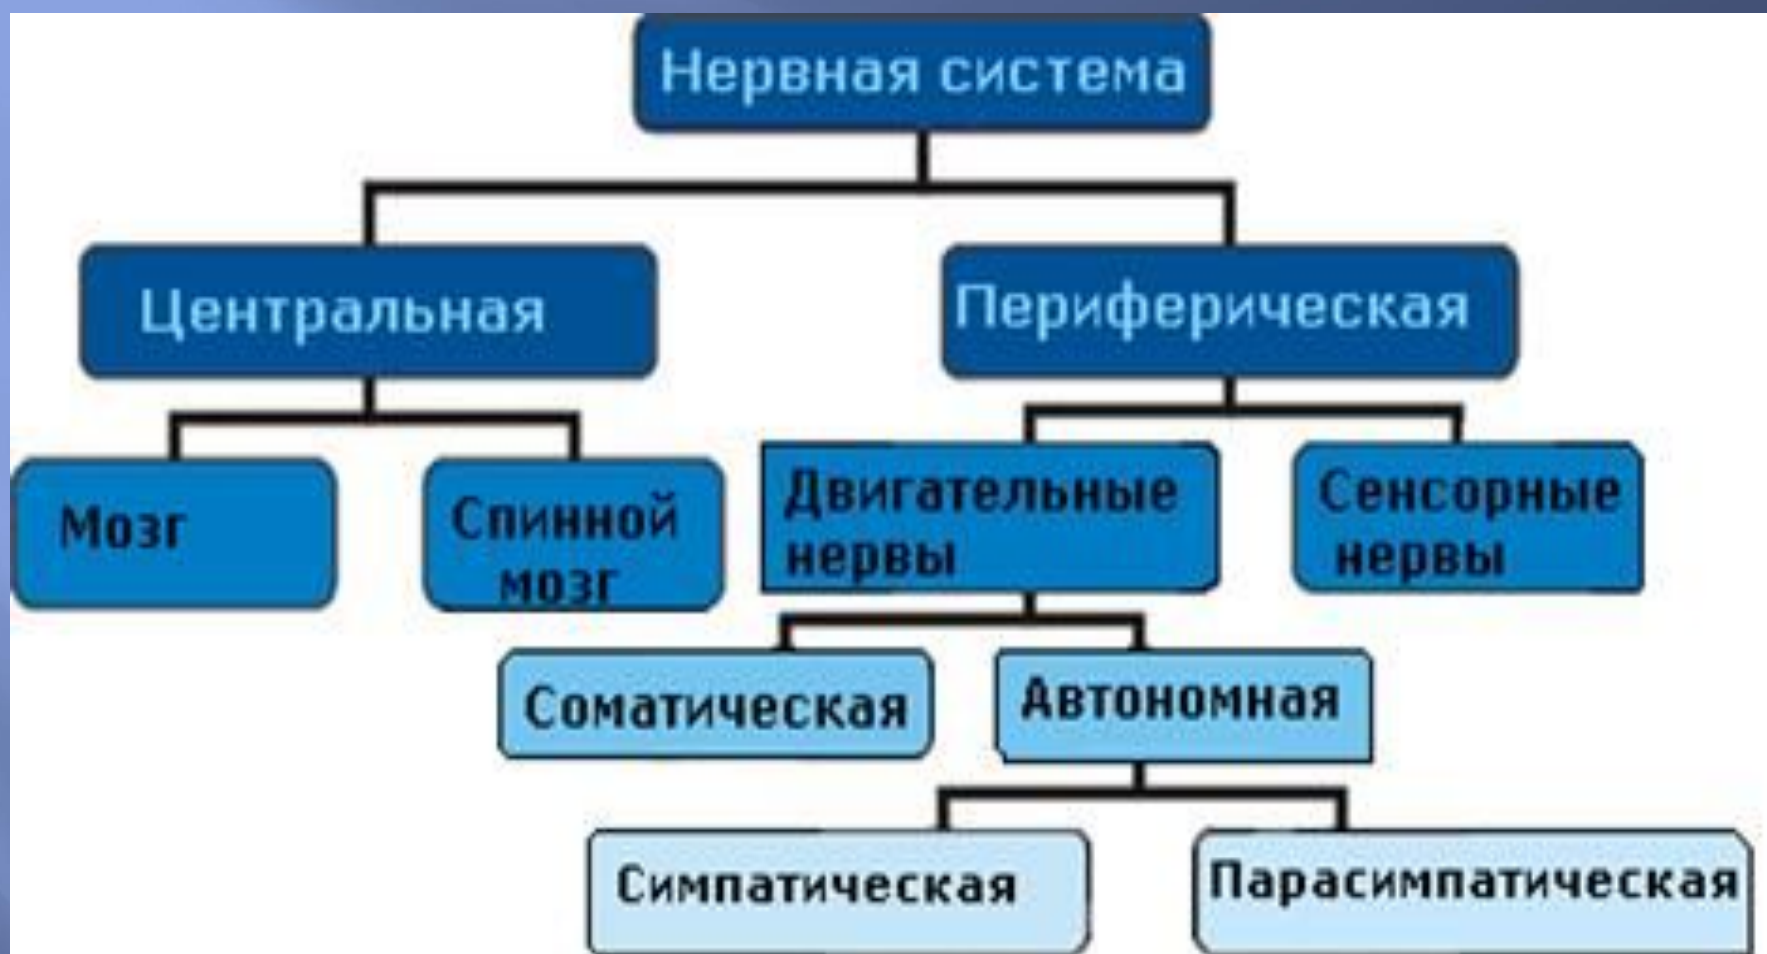 Нервная система
Центральная
Периферическая
Мозг
Спинной
мозг
Двигательные
нервы
Сенсорные
нервы
Соматическая
Автономная
Симпатическая
Парасимпатическая